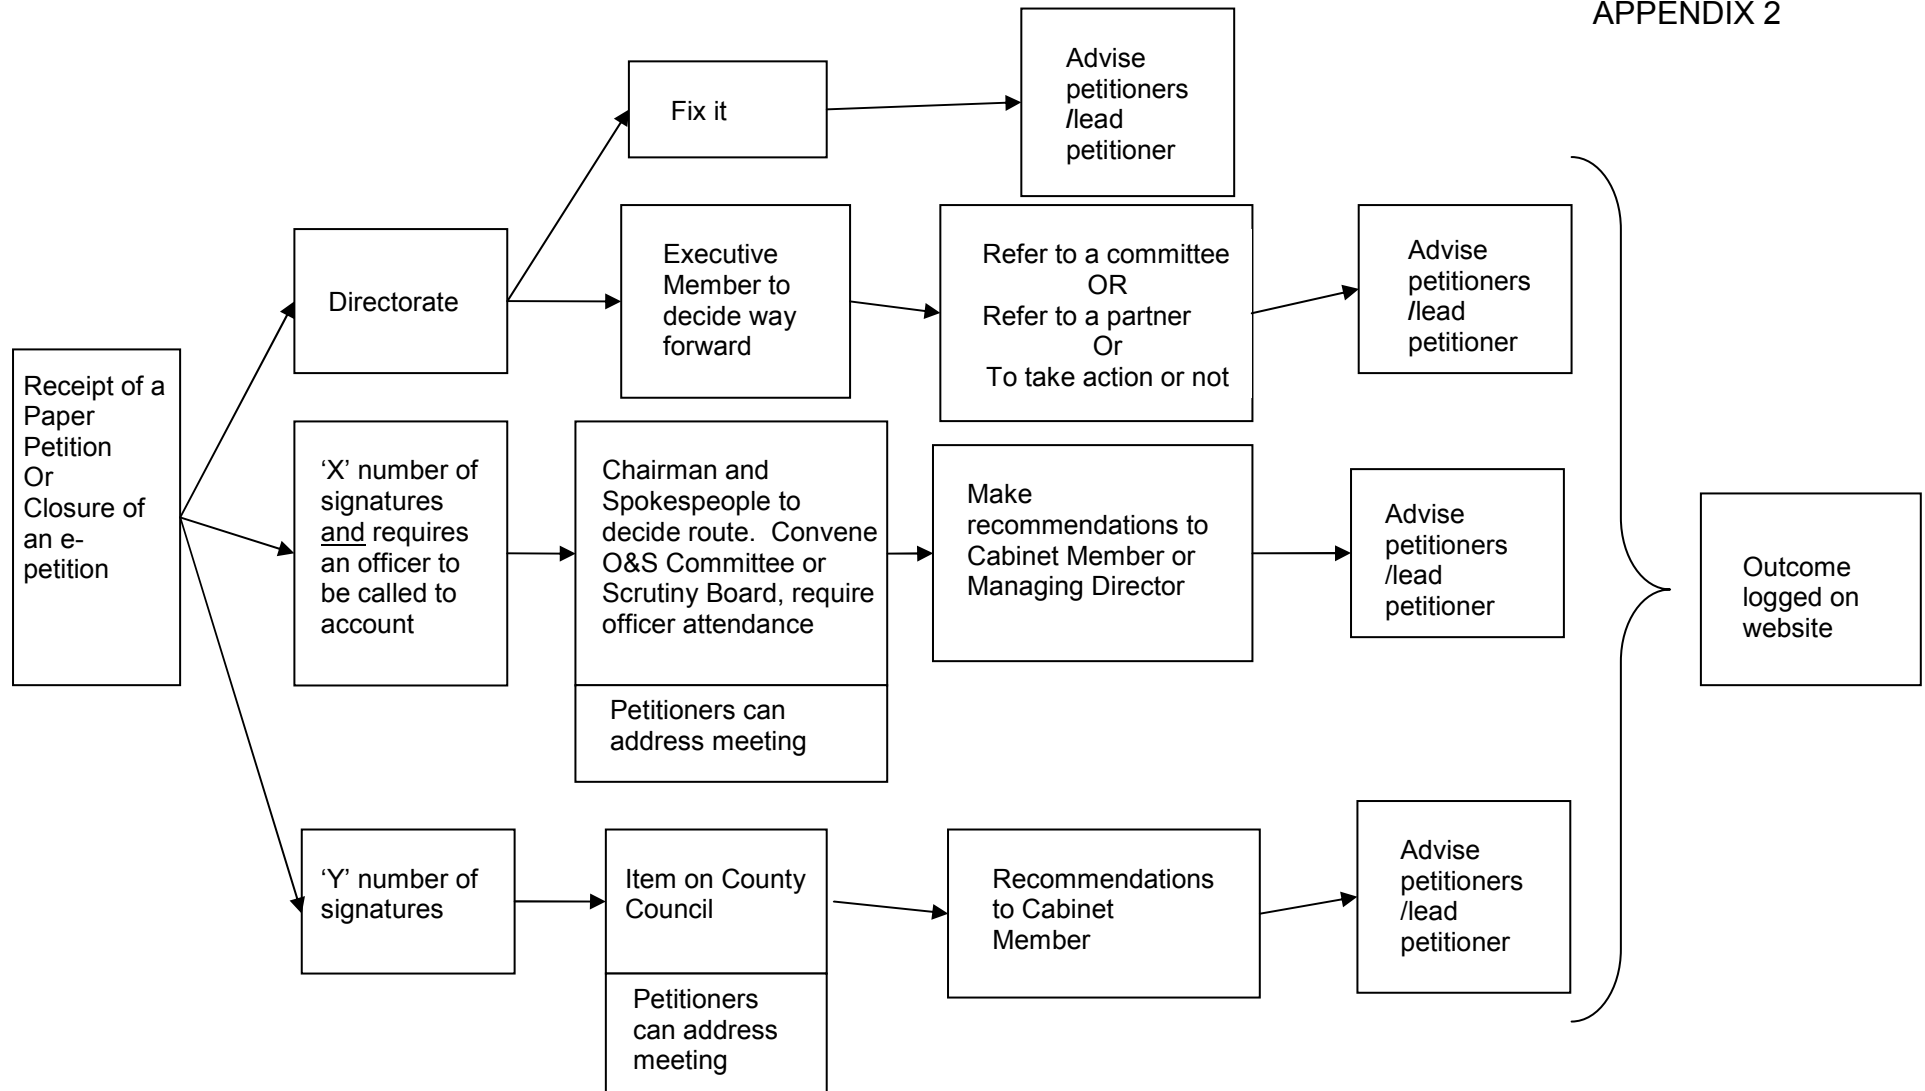 APPENDIX 2
Fix it
Advise
petitioners
/lead
petitioner
Directorate
Executive
Member to
decide way
forward
Refer to a committee
OR
Refer to a partner
Or
To take action or not
Advise
petitioners
/lead
petitioner
Receipt of a
Paper
Petition
Or
Closure of
an e-
petition
‘X’ number of
signatures
and requires
an officer to
be called to
account
Chairman and
Spokespeople to
decide route. Convene
O&S Committee or
Scrutiny Board, require
officer attendance
Petitioners can
address meeting
Make
recommendations to
Cabinet Member or
Managing Director
Advise
petitioners
/lead
petitioner
‘Y’ number of
signatures
Item on County
Council
Petitioners
can address
meeting
Recommendations
to Cabinet
Member
Advise
petitioners
/lead
petitioner
Outcome
logged on
website